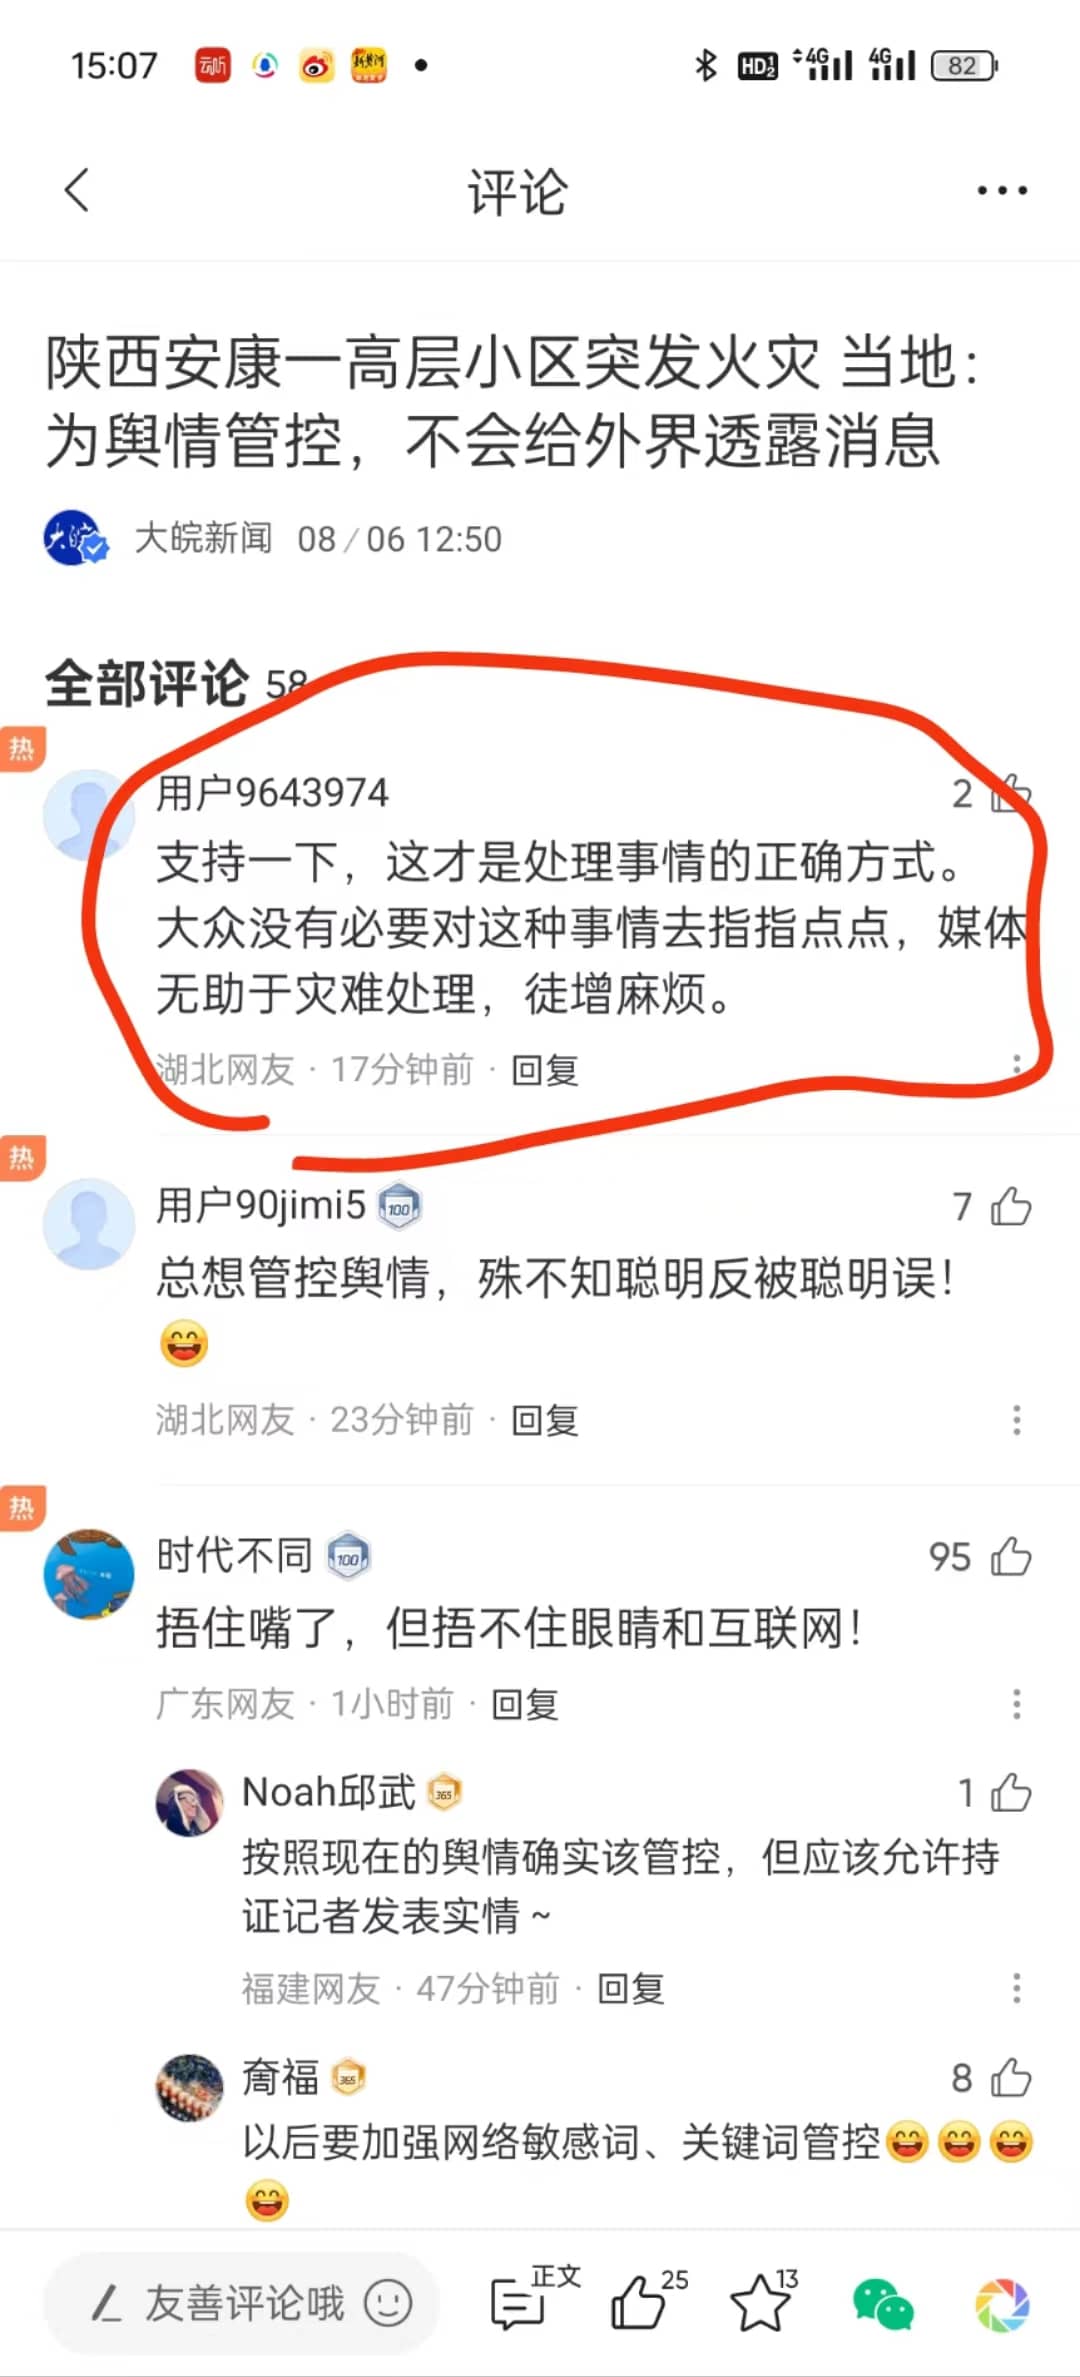 15:07
云听
新黄河
HD 1 2
4G
4G
82
评论
陕西安康一高层小区突发火灾 当地：
为舆情管控，不会给外界透露消息
大皖
大皖新闻 08/06 12:50
全部评论 58
热
用户9643974
2
支持一下，这才是处理事情的正确方式。
大众没有必要对这种事情去指指点点，媒体
无助于灾难处理，徒增麻烦。
湖北网友 · 17分钟前 · 回复
热
用户90jimi5
100
7
总想管控舆情，殊不知聪明反被聪明误！
😄
湖北网友 · 23分钟前 · 回复
热
时代不同
100
95
捂住嘴了，但捂不住眼睛和互联网！
广东网友 · 1小时前 · 回复
Noah邱武
365
1
按照现在的舆情确实该管控，但应该允许持
证记者发表实情~
福建网友 · 47分钟前 · 回复
奝福
365
8
以后要加强网络敏感词、关键词管控😄😄😄
😄
友善评论哦
正文
25
13